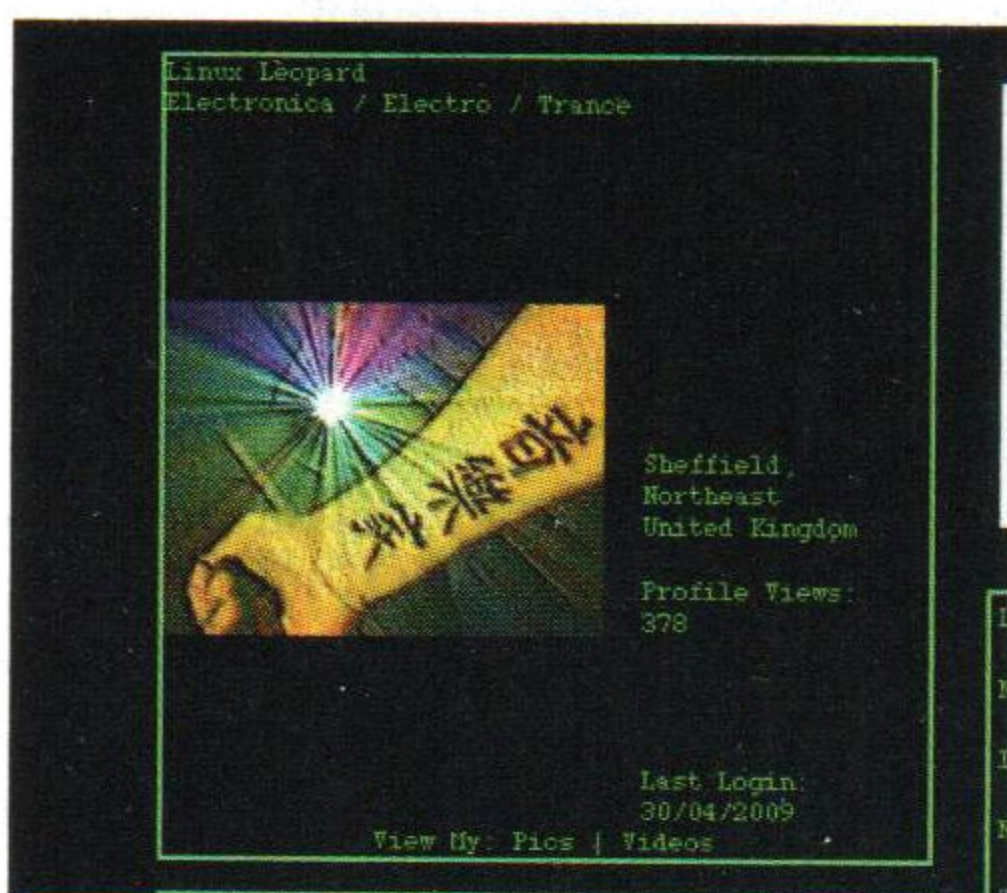 Linux Leopard
Electronica / Electro / Trance
Sheffield,
Northeast
United Kingdom
Profile Views:
378
Last Login:
30/04/2009
View My: Pics | Videos